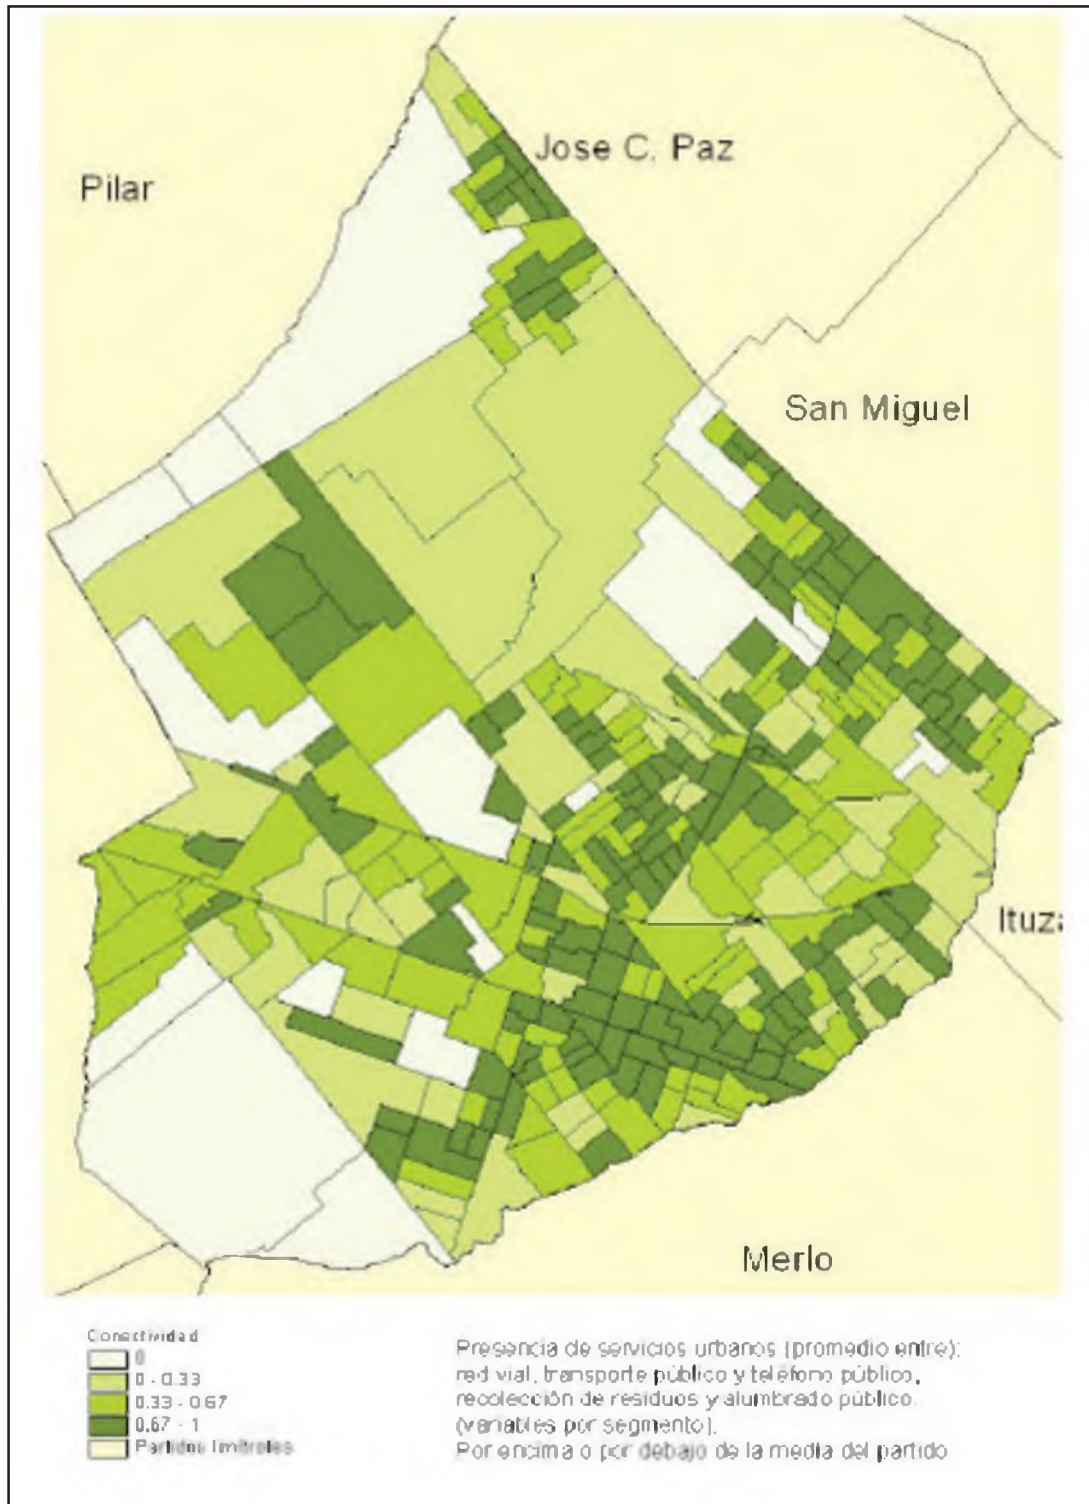 Jose C. Paz
Pilar
San Miguel
Ituza
Merlo
Conectividad
0
0 - 0.33
0.33 - 0.67
0.67 - 1
Partidos limítrofes
Presencia de servicios urbanos (promedio entre):
red vial, transporte público y teléfono público,
recolección de residuos y alumbrado público
(variables por segmento).
Por encima o por debajo de la media del partido